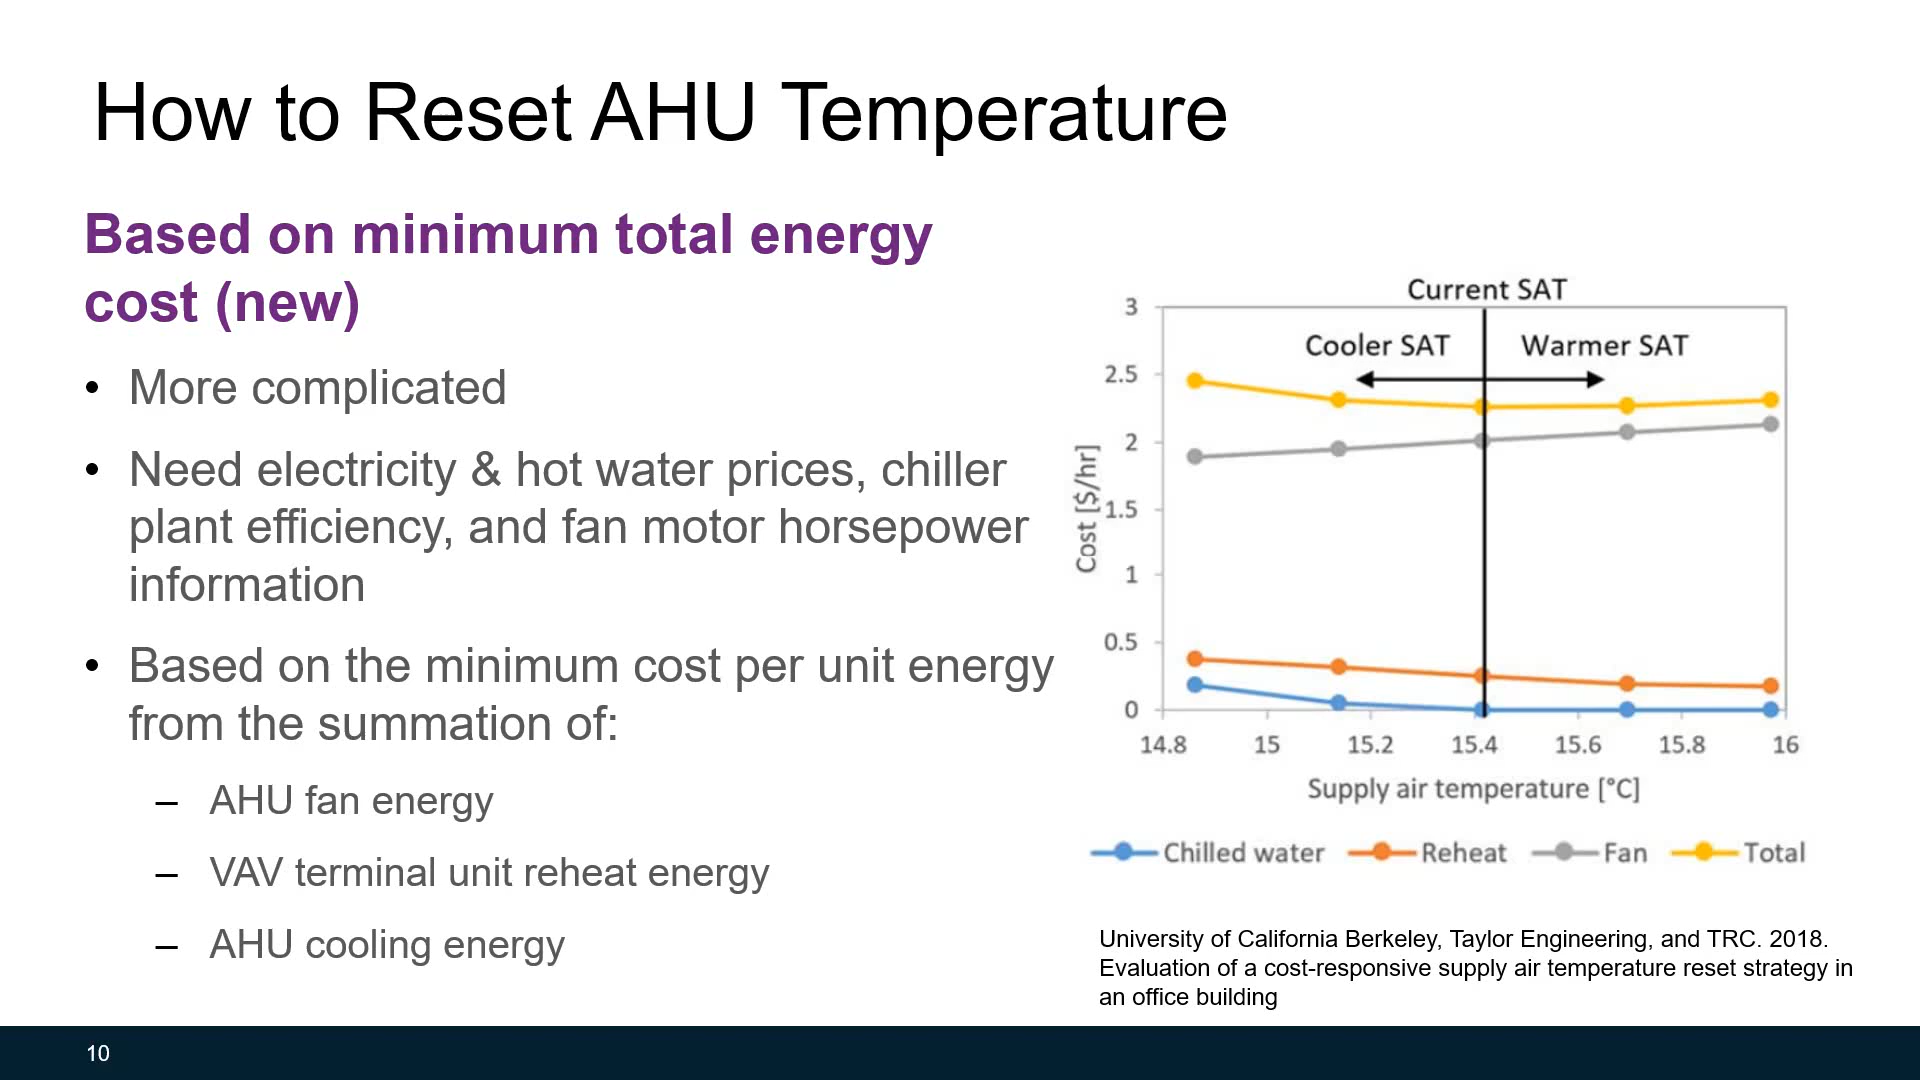 How to Reset AHU Temperature
Based on minimum total energy
cost (new)
• More complicated
• Need electricity & hot water prices, chiller
plant efficiency, and fan motor horsepower
information
• Based on the minimum cost per unit energy
from the summation of:
– AHU fan energy
– VAV terminal unit reheat energy
– AHU cooling energy
Current SAT
Cooler SAT
Warmer SAT
Cost [$/hr]
3
2.5
2
1.5
1
0.5
0
14.8 15 15.2 15.4 15.6 15.8 16
Supply air temperature [°C]
Chilled water Reheat Fan Total
University of California Berkeley, Taylor Engineering, and TRC. 2018.
Evaluation of a cost-responsive supply air temperature reset strategy in
an office building
10